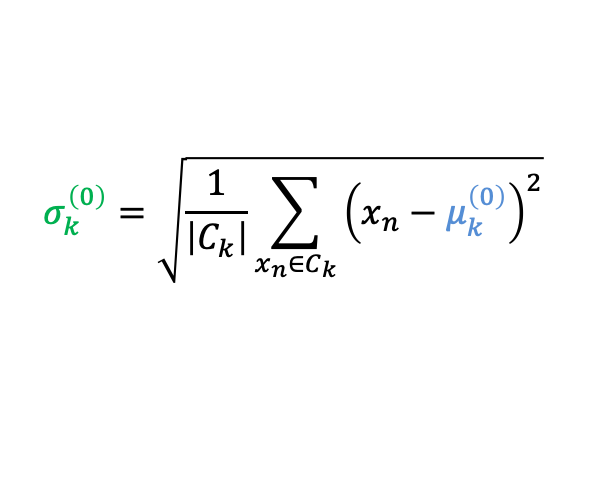 σ_k^(0) = √(1/|C_k| ∑_{x_n∈C_k} (x_n − μ_k^(0))^2)